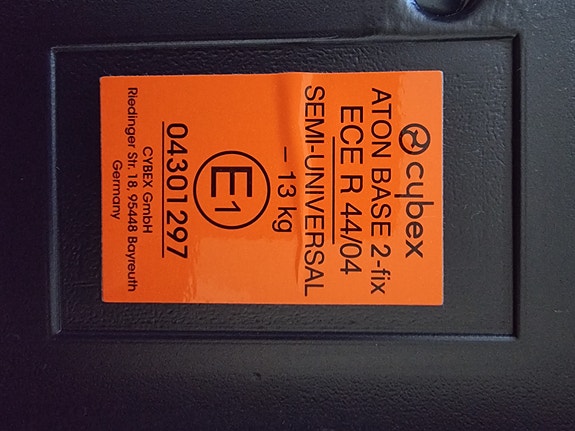 cybex
ATON BASE 2-fix
ECE R 44/04
SEMI-UNIVERSAL
– 13 kg
E1
04301297
CYBEX GmbH
Riedinger Str. 18, 95448 Bayreuth
Germany